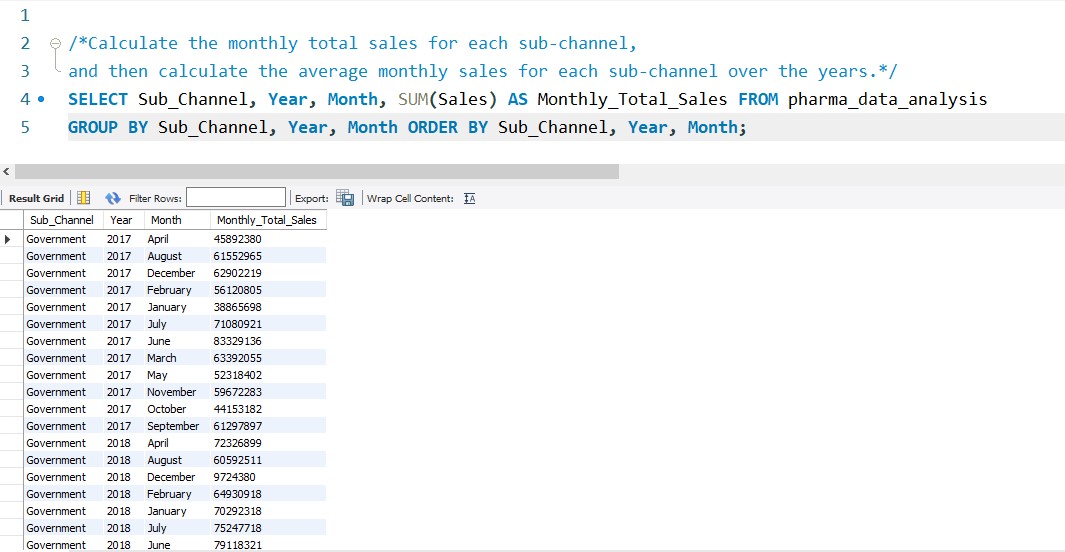 1
2 /*Calculate the monthly total sales for each sub-channel,
3 and then calculate the average monthly sales for each sub-channel over the years.*/
4 SELECT Sub_Channel, Year, Month, SUM(Sales) AS Monthly_Total_Sales FROM pharma_data_analysis
5 GROUP BY Sub_Channel, Year, Month ORDER BY Sub_Channel, Year, Month;
Result Grid Filter Rows: Export: Wrap Cell Content: IA
Sub_Channel Year Month Monthly_Total_Sales
Government 2017 April 45892380
Government 2017 August 61552965
Government 2017 December 62902219
Government 2017 February 56120805
Government 2017 January 38865698
Government 2017 July 71080921
Government 2017 June 83329136
Government 2017 March 63392055
Government 2017 May 52318402
Government 2017 November 59672283
Government 2017 October 44153182
Government 2017 September 61297897
Government 2018 April 72326899
Government 2018 August 60592511
Government 2018 December 9724380
Government 2018 February 64930918
Government 2018 January 70292318
Government 2018 July 75247718
Government 2018 June 79118321